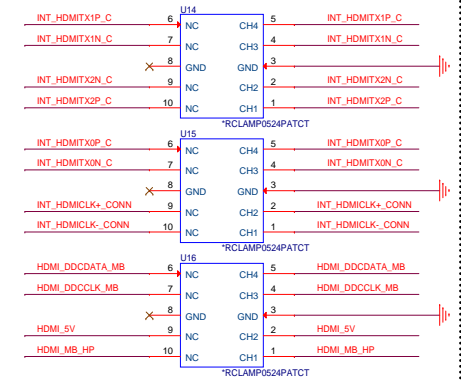 U14
INT_HDMITX1P_C 6 NC CH4 5 INT_HDMITX1P_C
INT_HDMITX1N_C 7 NC CH3 4 INT_HDMITX1N_C
8 GND GND 3
INT_HDMITX2N_C 9 NC CH2 2 INT_HDMITX2N_C
INT_HDMITX2P_C 10 NC CH1 1 INT_HDMITX2P_C
*RCLAMP0524PATCT
U15
INT_HDMITX0P_C 6 NC CH4 5 INT_HDMITX0P_C
INT_HDMITX0N_C 7 NC CH3 4 INT_HDMITX0N_C
8 GND GND 3
INT_HDMICLK+_CONN 9 NC CH2 2 INT_HDMICLK+_CONN
INT_HDMICLK-_CONN 10 NC CH1 1 INT_HDMICLK-_CONN
*RCLAMP0524PATCT
U16
HDMI_DDCDATA_MB 6 NC CH4 5 HDMI_DDCDATA_MB
HDMI_DDCCLK_MB 7 NC CH3 4 HDMI_DDCCLK_MB
8 GND GND 3
HDMI_5V 9 NC CH2 2 HDMI_5V
HDMI_MB_HP 10 NC CH1 1 HDMI_MB_HP
*RCLAMP0524PATCT